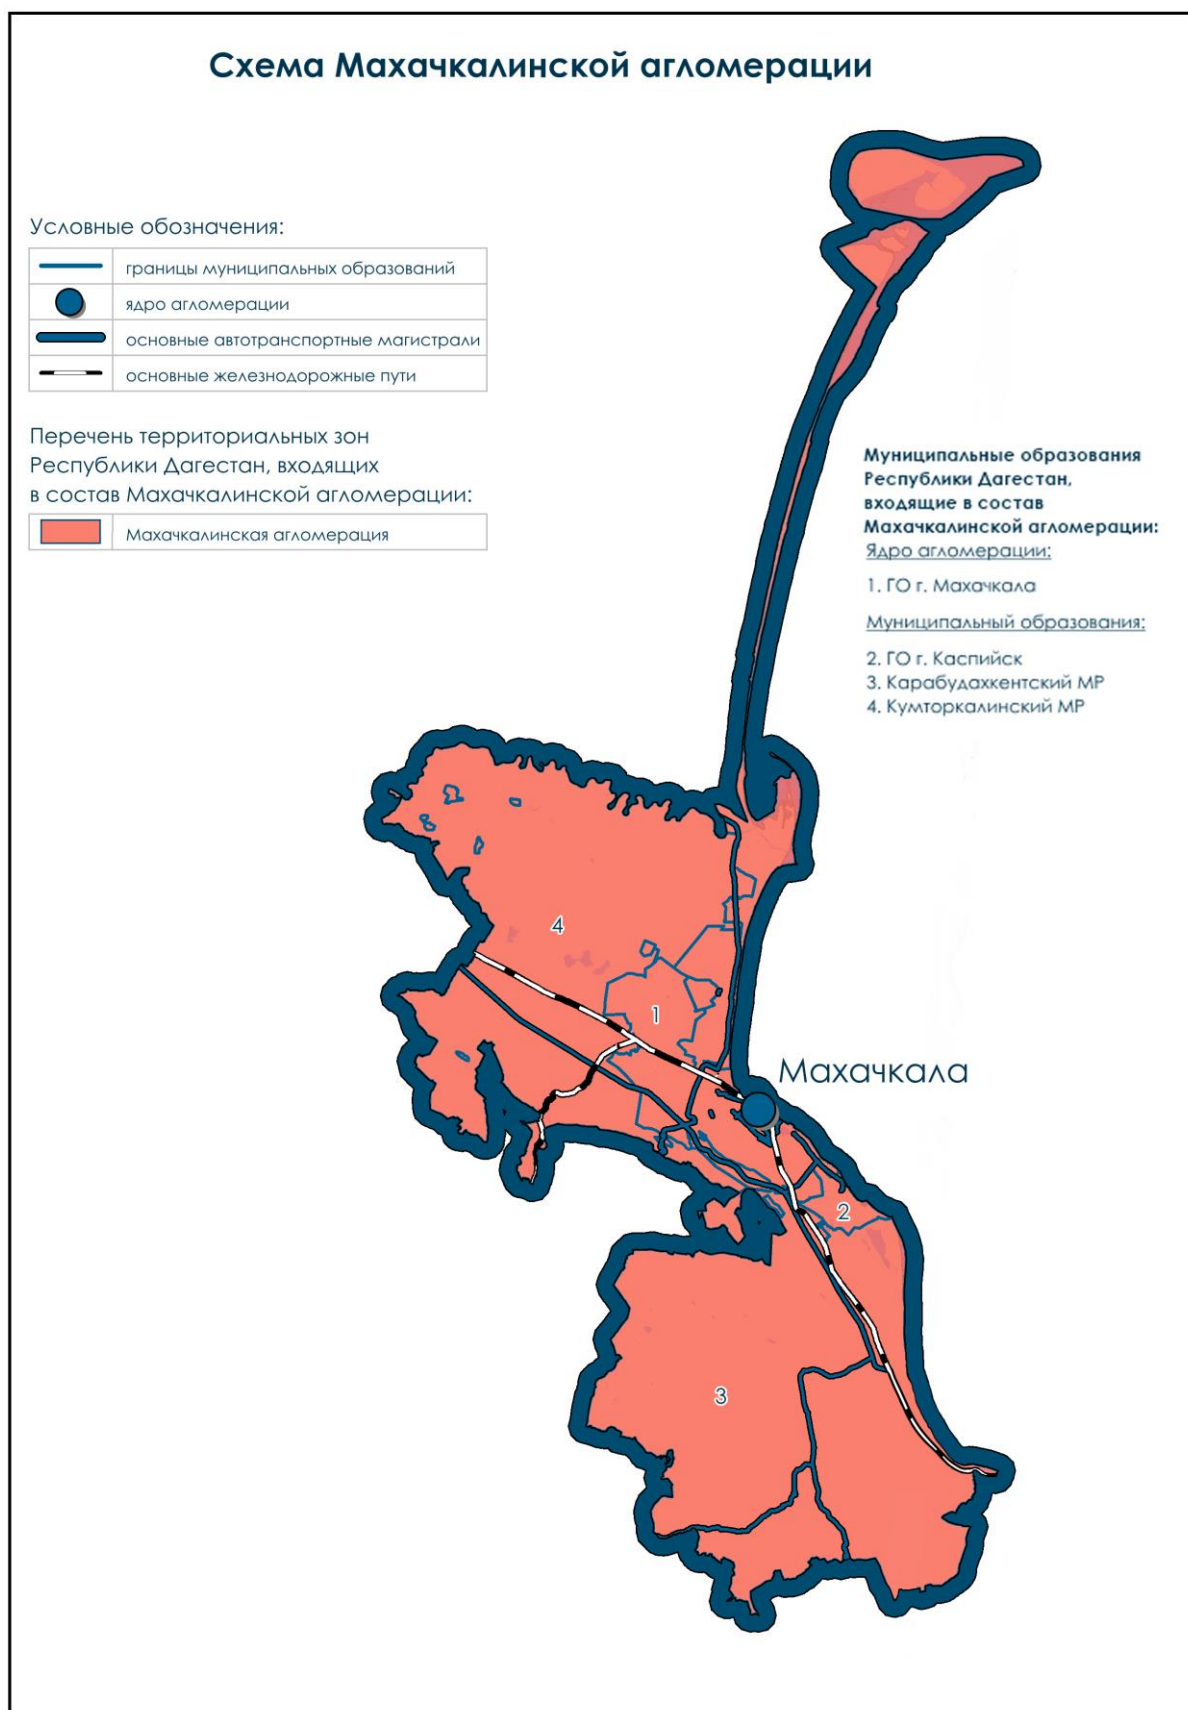 Схема Махачкалинской агломерации
Условные обозначения:
границы муниципальных образований
ядро агломерации
основные автотранспортные магистрали
основные железнодорожные пути
Перечень территориальных зон
Республики Дагестан, входящих
в состав Махачкалинской агломерации:
Махачкалинская агломерация
Муниципальные образования
Республики Дагестан,
входящие в состав
Махачкалинской агломерации:
Ядро агломерации:
1. ГО г. Махачкала
Муниципальный образования:
2. ГО г. Каспийск
3. Карабудахкентский МР
4. Кумторкалинский МР
4
1
Махачкала
2
3